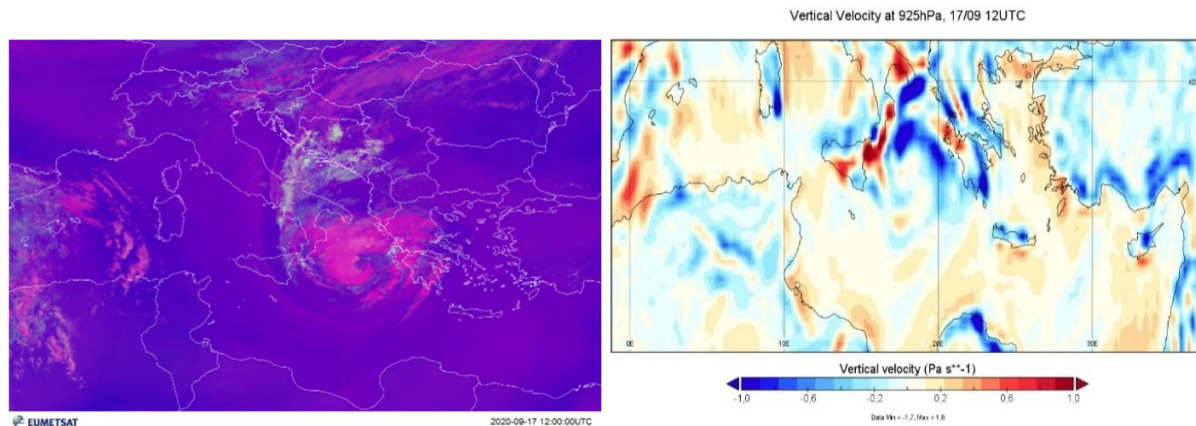 Vertical Velocity at 925hPa, 17/09 12UTC
40
0E
10E
20E
30E
Vertical velocity (Pa s**-1)
-1,0 -0,6 -0,2 0,2 0,6 1,0
Data Min = -1,7, Max = 1,8
EUMETSAT 2020-09-17 12:00:00UTC